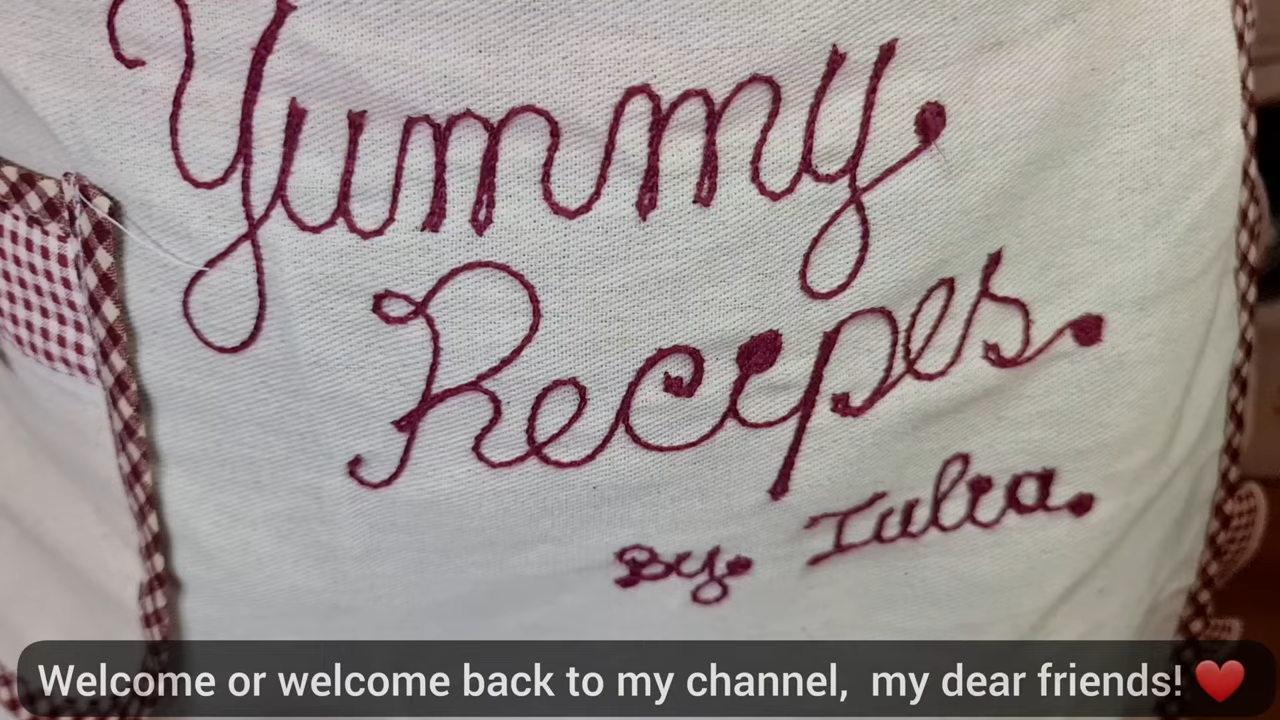 Yummy
Recipes
By Iulia
Welcome or welcome back to my channel,  my dear friends! ❤️